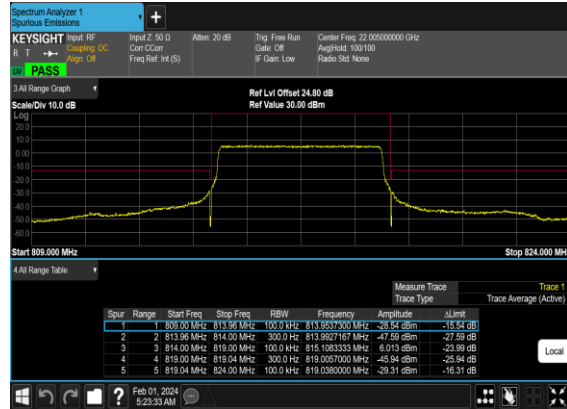 Spectrum Analyzer 1
Spurious Emissions
KEYSIGHT Input: RF Input Z: 50 Ω Atten: 20 dB Trig: Free Run Center Freq: 22.005000000 GHz
R T Coupling: DC Corr CCorr Gate: Off Avg|Hold: 100/100
Align: Off Freq Ref: Int (S) IF Gain: Low Radio Std: None
PASS
3 All Range Graph
Ref Lvl Offset 24.80 dB
Scale/Div 10.0 dB Ref Value 30.00 dBm
Log
20.0
10.0
0.00
-10.0
-20.0
-30.0
-40.0
-50.0
-60.0
Start 809.000 MHz Stop 824.000 MH
4 All Range Table
Measure Trace Trace 1
Trace Type Trace Average (Active)
Spur Range Start Freq Stop Freq RBW Frequency Amplitude ΔLimit
1 1 809.00 MHz 813.96 MHz 100.0 kHz 813.9537300 MHz -28.54 dBm -15.54 dB
2 2 813.96 MHz 814.00 MHz 300.0 Hz 813.9927167 MHz -47.59 dBm -27.59 dB
3 3 814.00 MHz 819.00 MHz 100.0 kHz 815.1083333 MHz 6.013 dBm -23.99 dB
4 4 819.00 MHz 819.04 MHz 300.0 Hz 819.0057000 MHz -45.94 dBm -25.94 dB
5 5 819.04 MHz 824.00 MHz 100.0 kHz 819.0380000 MHz -29.31 dBm -16.31 dB
Local
Feb 01, 2024
5:23:33 AM